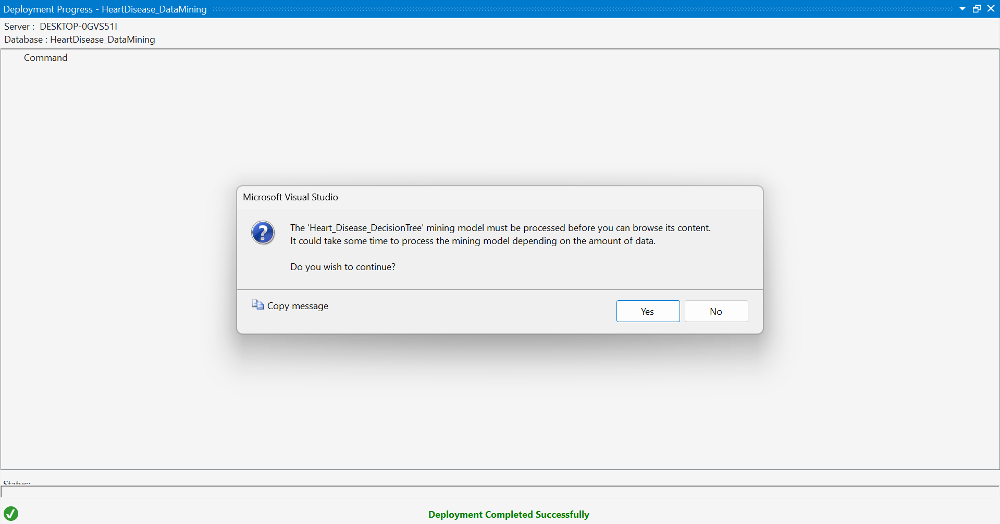 Deployment Progress - HeartDisease_DataMining
Server : DESKTOP-0GVS51I
Database : HeartDisease_DataMining
Command
Microsoft Visual Studio
The 'Heart_Disease_DecisionTree' mining model must be processed before you can browse its content.
It could take some time to process the mining model depending on the amount of data.
Do you wish to continue?
Copy message
Yes
No
Status:
Deployment Completed Successfully